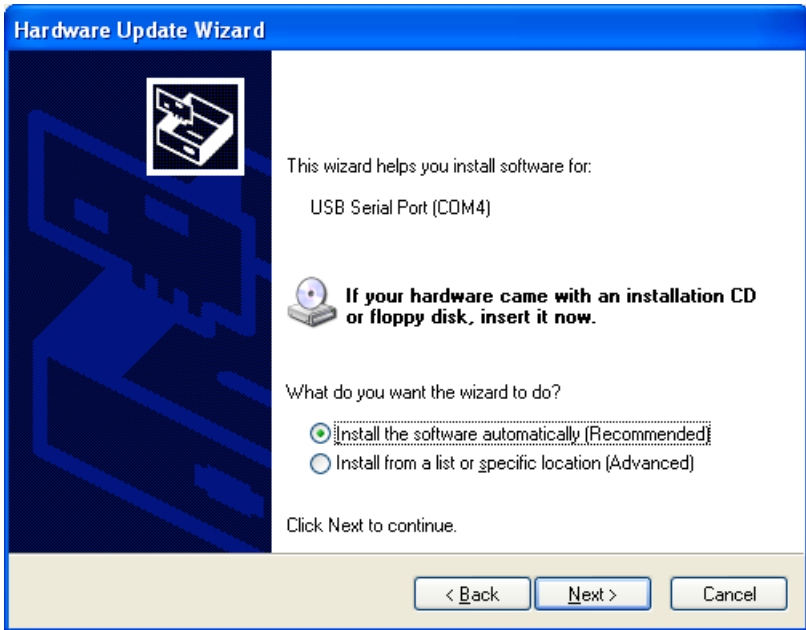 Hardware Update Wizard
This wizard helps you install software for:
USB Serial Port (COM4)
If your hardware came with an installation CD
or floppy disk, insert it now.
What do you want the wizard to do?
Install the software automatically (Recommended)
Install from a list or specific location (Advanced)
Click Next to continue.
< Back
Next >
Cancel